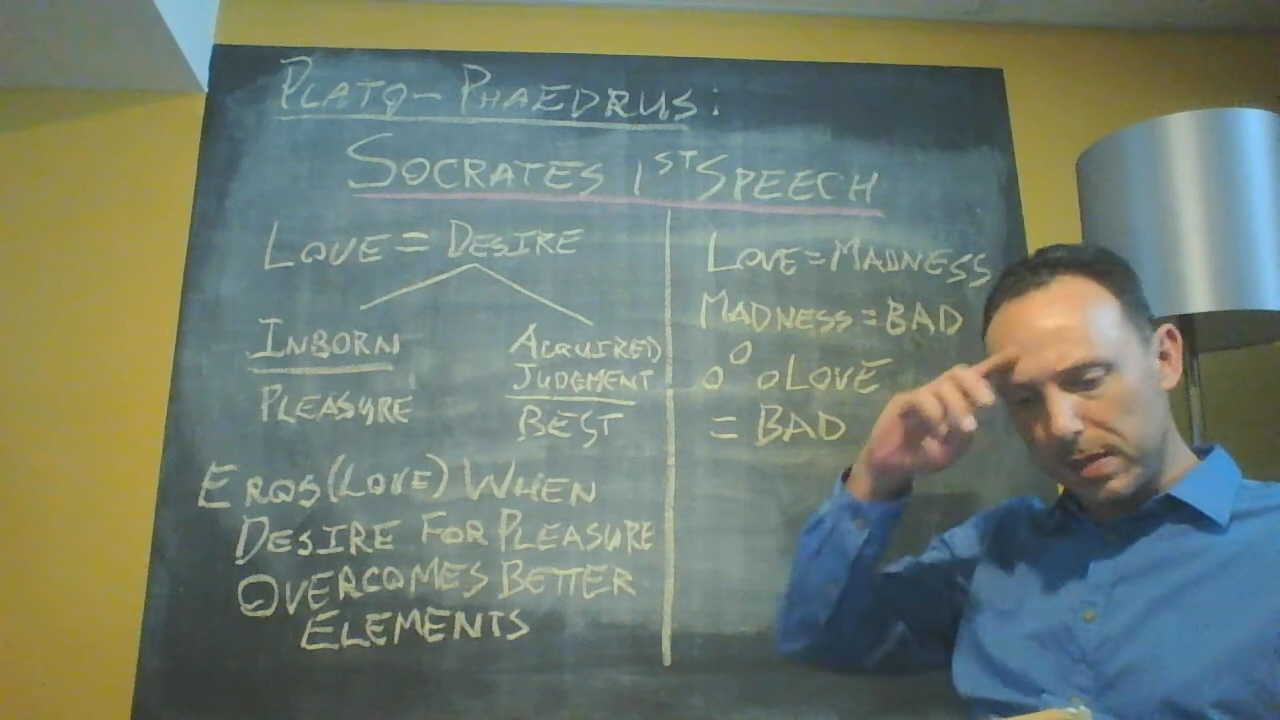 PLATO-PHAEDRUS:
SOCRATES 1ST SPEECH
LOVE = DESIRE
INBORN
PLEASURE
ACQUIRED
JUDGMENT
BEST
EROS (LOVE) WHEN
DESIRE FOR PLEASURE
OVERCOMES BETTER
ELEMENTS
LOVE = MADNESS
MADNESS = BAD
∴ LOVE
= BAD